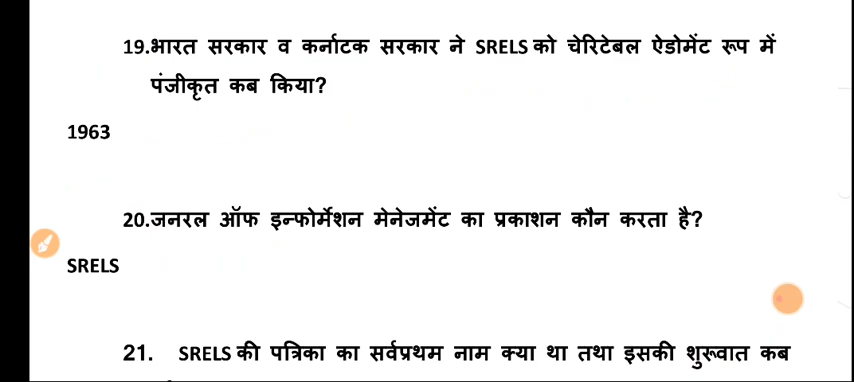 19.भारत सरकार व कर्नाटक सरकार ने SRELS को चेरिटेबल ऐडोमेंट रूप में
पंजीकृत कब किया?
1963
20.जनरल ऑफ इन्फोर्मेशन मेनेजमेंट का प्रकाशन कौन करता है?
SRELS
21. SRELS की पत्रिका का सर्वप्रथम नाम क्या था तथा इसकी शुरूवात कब